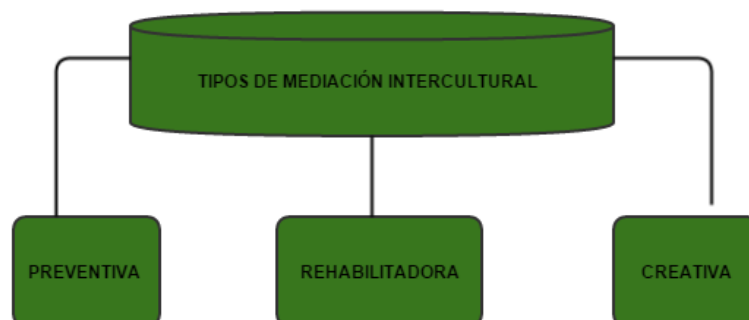 TIPOS DE MEDIACIÓN INTERCULTURAL
PREVENTIVA
REHABILITADORA
CREATIVA